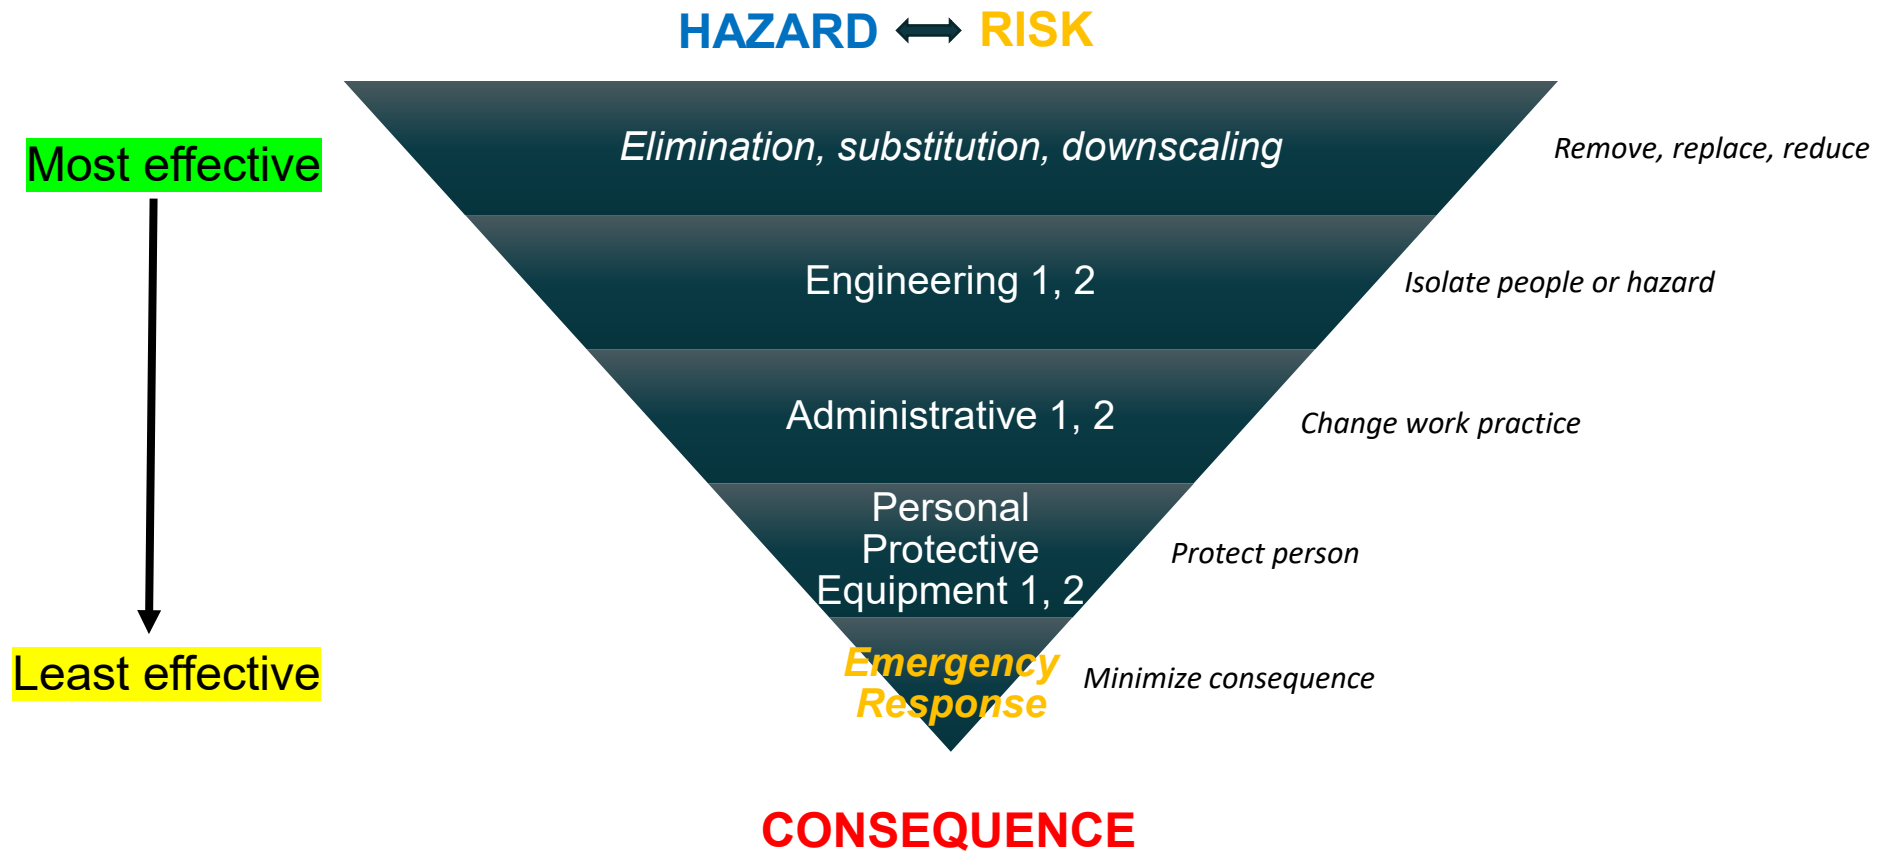 HAZARD RISK
Elimination, substitution, downscaling
Remove, replace, reduce
Most effective
Engineering 1, 2
Isolate people or hazard
Administrative 1, 2
Change work practice
Personal
Protective
Equipment 1, 2
Protect person
Least effective
Emergency
Response
Minimize consequence
CONSEQUENCE